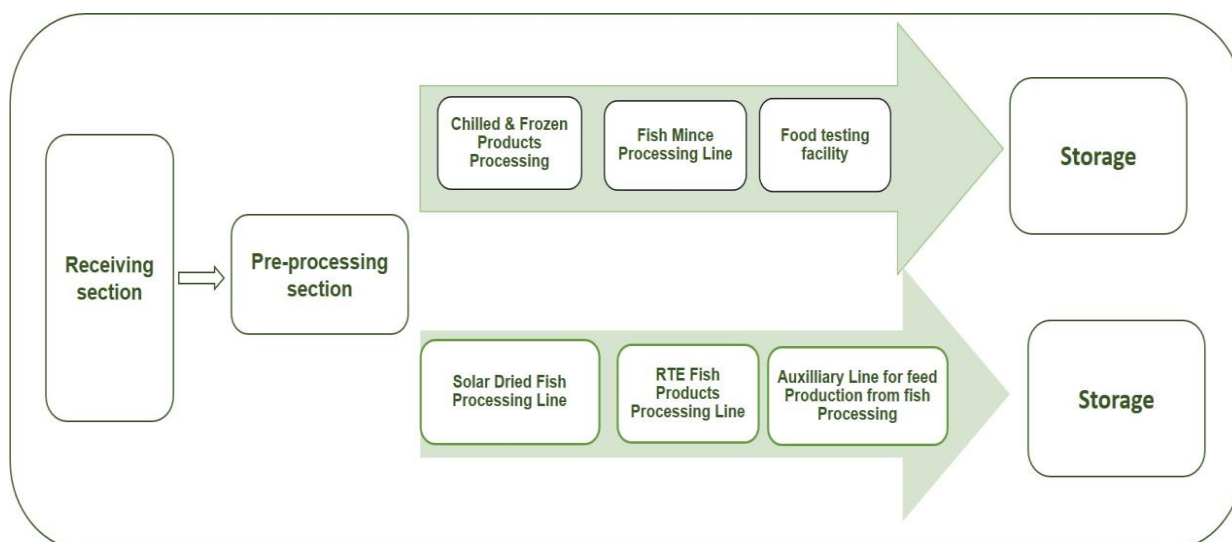 Receiving
section
Pre-processing
section
Chilled & Frozen
Products
Processing
Fish Mince
Processing Line
Food testing
facility
Storage
Solar Dried Fish
Processing Line
RTE Fish
Products
Processing Line
Auxilliary Line for feed
Production from fish
Processing
Storage